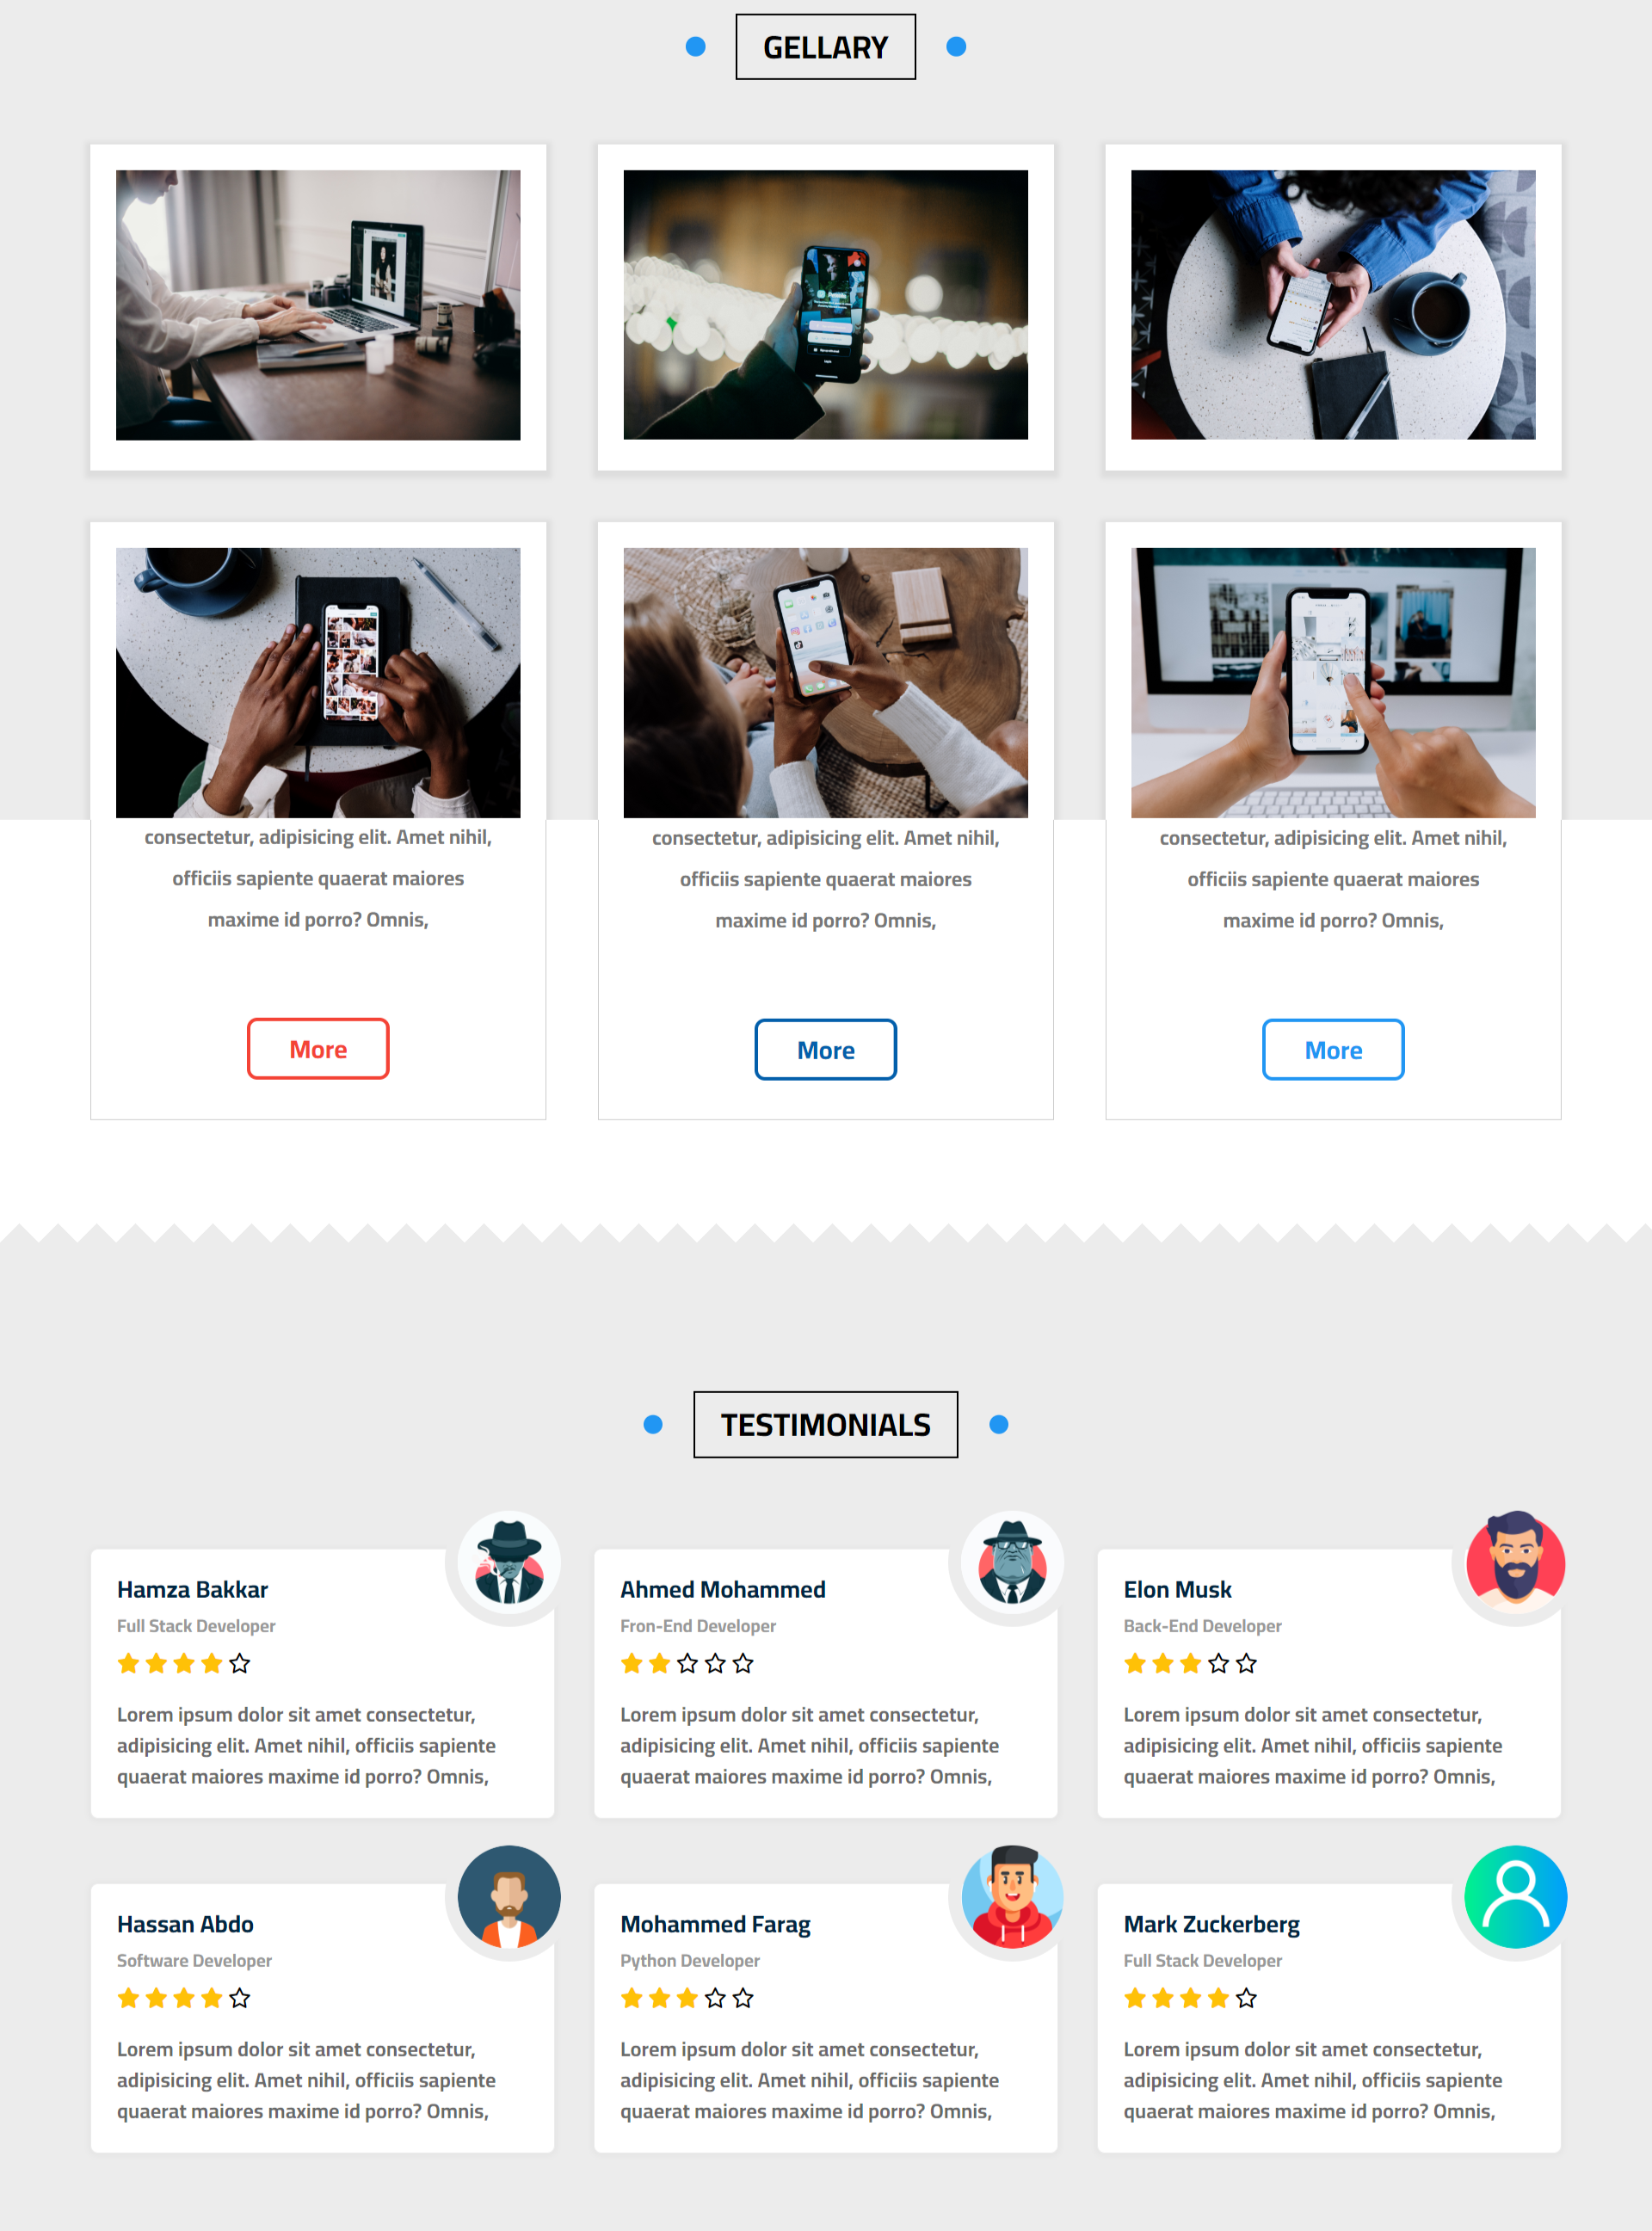 GELLARY
consectetur, adipisicing elit. Amet nihil,
officiis sapiente quaerat maiores
maxime id porro? Omnis,
More
consectetur, adipisicing elit. Amet nihil,
officiis sapiente quaerat maiores
maxime id porro? Omnis,
More
consectetur, adipisicing elit. Amet nihil,
officiis sapiente quaerat maiores
maxime id porro? Omnis,
More
TESTIMONIALS
Hamza Bakkar
Full Stack Developer
Lorem ipsum dolor sit amet consectetur,
adipisicing elit. Amet nihil, officiis sapiente
quaerat maiores maxime id porro? Omnis,
Ahmed Mohammed
Fron-End Developer
Lorem ipsum dolor sit amet consectetur,
adipisicing elit. Amet nihil, officiis sapiente
quaerat maiores maxime id porro? Omnis,
Elon Musk
Back-End Developer
Lorem ipsum dolor sit amet consectetur,
adipisicing elit. Amet nihil, officiis sapiente
quaerat maiores maxime id porro? Omnis,
Hassan Abdo
Software Developer
Lorem ipsum dolor sit amet consectetur,
adipisicing elit. Amet nihil, officiis sapiente
quaerat maiores maxime id porro? Omnis,
Mohammed Farag
Python Developer
Lorem ipsum dolor sit amet consectetur,
adipisicing elit. Amet nihil, officiis sapiente
quaerat maiores maxime id porro? Omnis,
Mark Zuckerberg
Full Stack Developer
Lorem ipsum dolor sit amet consectetur,
adipisicing elit. Amet nihil, officiis sapiente
quaerat maiores maxime id porro? Omnis,